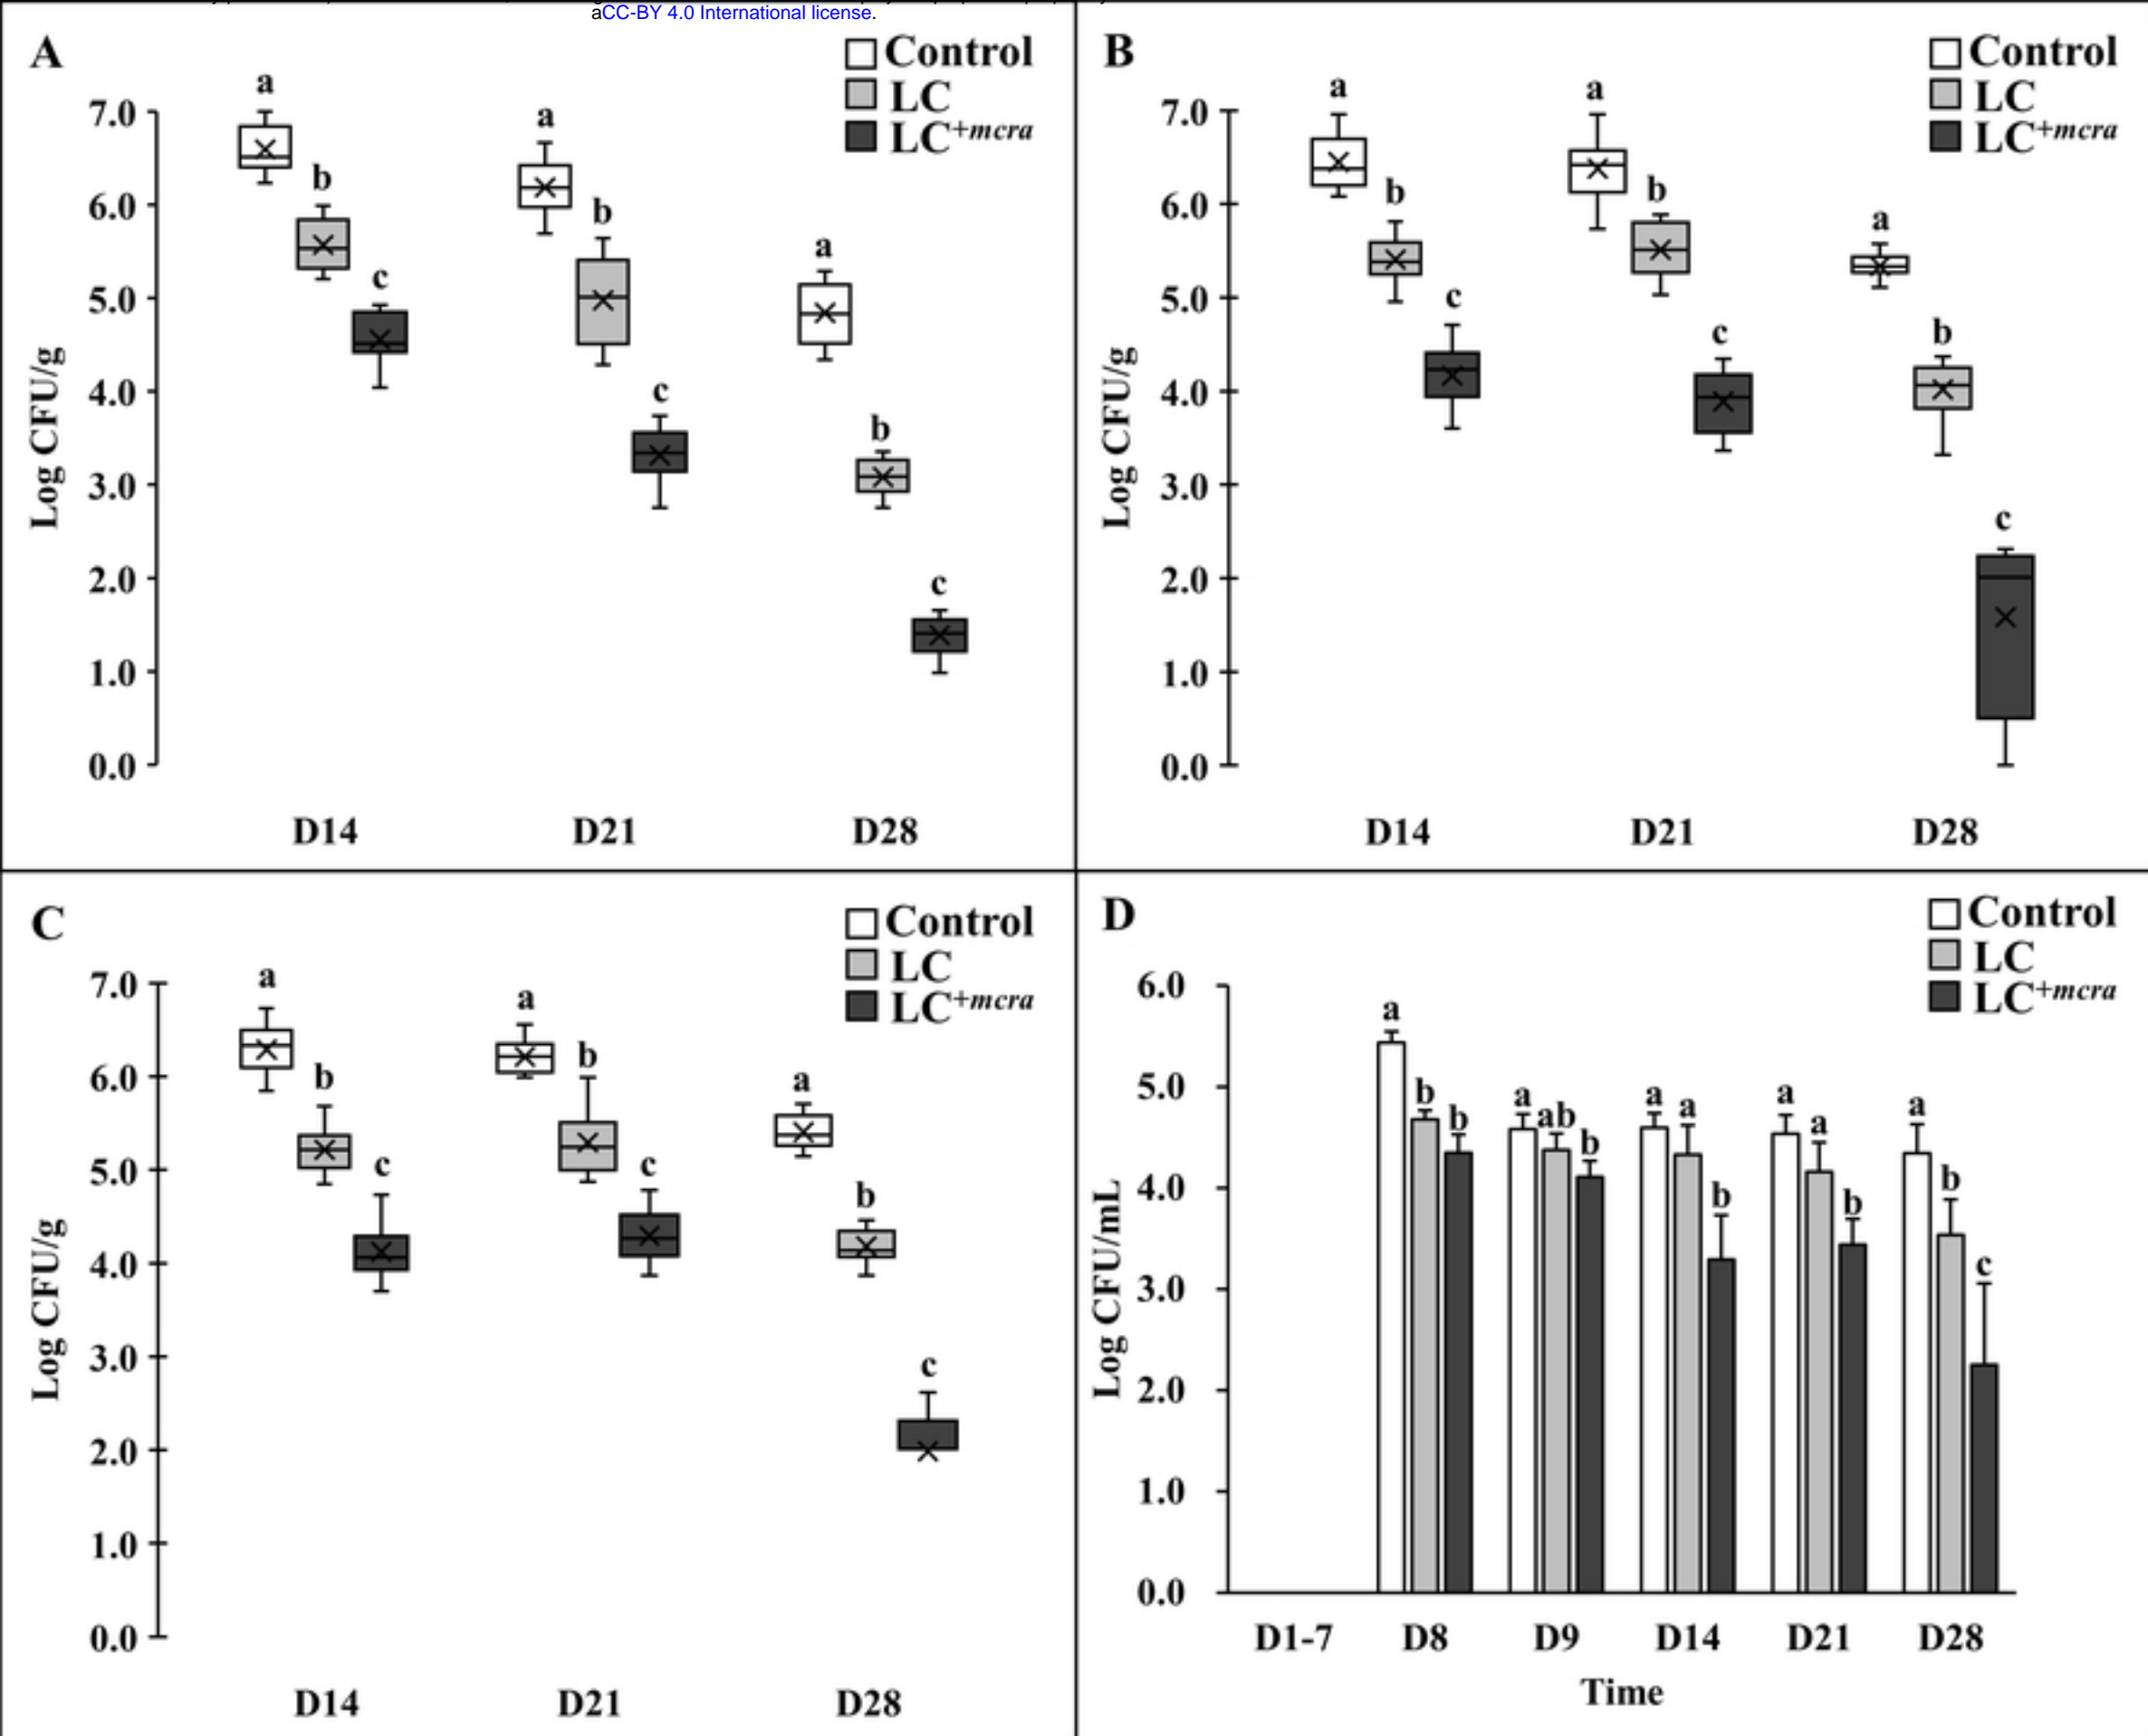 aCC-BY 4.0 International license.
A
Control
LC
LC+mcra
a
b
c
a
b
c
a
b
c
7.0
6.0
5.0
4.0
3.0
2.0
1.0
0.0
Log CFU/g
D14 D21 D28
B
Control
LC
LC+mcra
a
b
c
a
b
c
a
b
c
7.0
6.0
5.0
4.0
3.0
2.0
1.0
0.0
Log CFU/g
D14 D21 D28
C
Control
LC
LC+mcra
a
b
c
a
b
c
a
b
c
7.0
6.0
5.0
4.0
3.0
2.0
1.0
0.0
Log CFU/g
D14 D21 D28
D
Control
LC
LC+mcra
a
b
b
a
ab
b
a
a
b
a
a
b
a
b
c
6.0
5.0
4.0
3.0
2.0
1.0
0.0
Log CFU/mL
D1-7 D8 D9 D14 D21 D28
Time